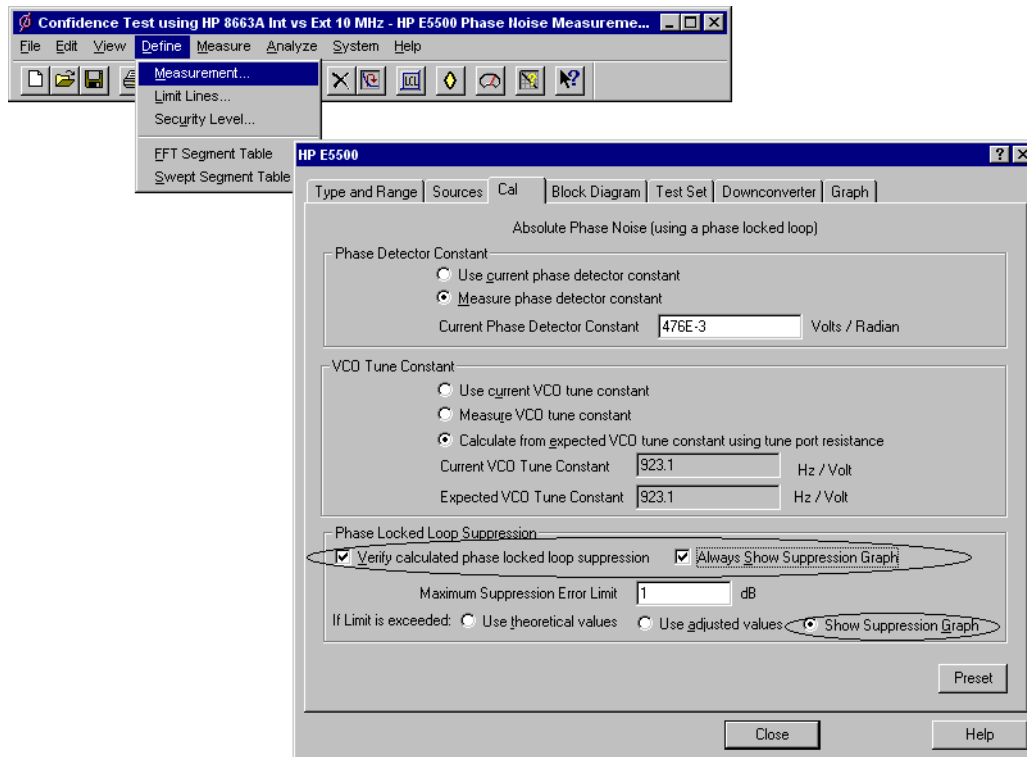 Confidence Test using HP 8663A Int vs Ext 10 MHz - HP E5500 Phase Noise Measureme...
File Edit View Define Measure Analyze System Help
LCL
Measurement...
Limit Lines...
Security Level...
FFT Segment Table
Swept Segment Table
HP E5500
Type and Range Sources Cal Block Diagram Test Set Downconverter Graph
Absolute Phase Noise (using a phase locked loop)
Phase Detector Constant
Use current phase detector constant
Measure phase detector constant
Current Phase Detector Constant 476E-3 Volts / Radian
VCO Tune Constant
Use current VCO tune constant
Measure VCO tune constant
Calculate from expected VCO tune constant using tune port resistance
Current VCO Tune Constant 923.1 Hz / Volt
Expected VCO Tune Constant 923.1 Hz / Volt
Phase Locked Loop Suppression
Verify calculated phase locked loop suppression Always Show Suppression Graph
Maximum Suppression Error Limit 1 dB
If Limit is exceeded: Use theoretical values Use adjusted values Show Suppression Graph
Preset
Close Help